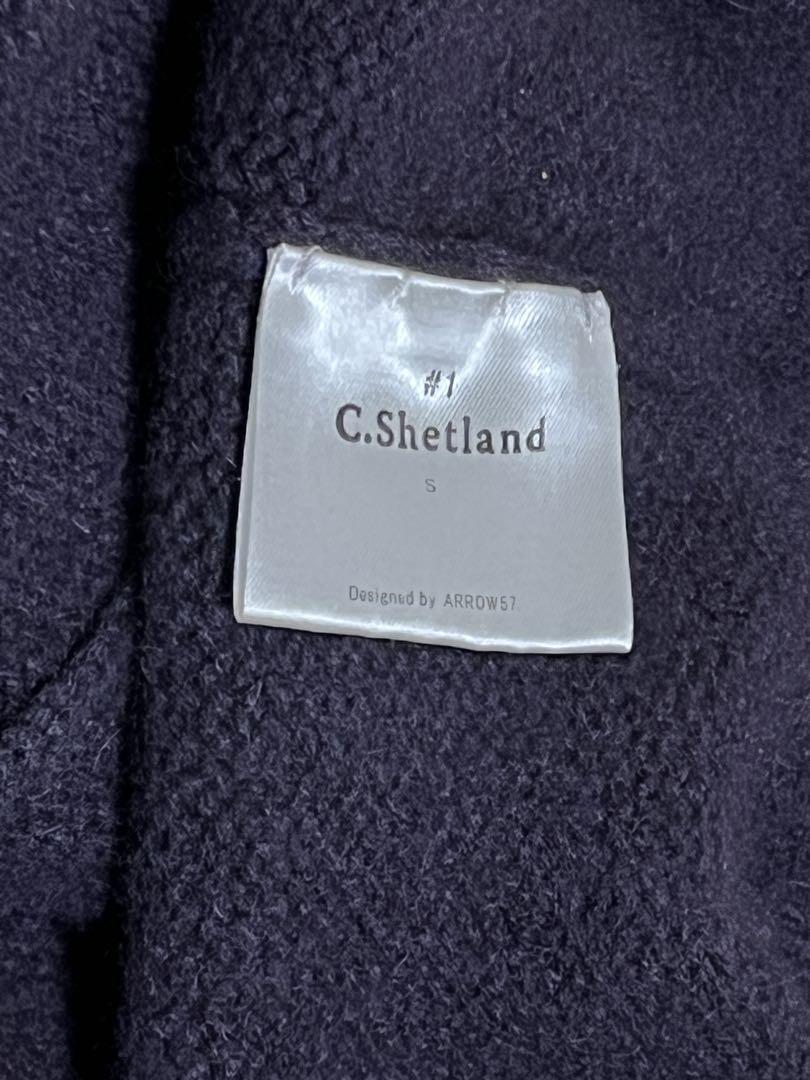 #1
C.Shetland
S
Designed by ARROW57